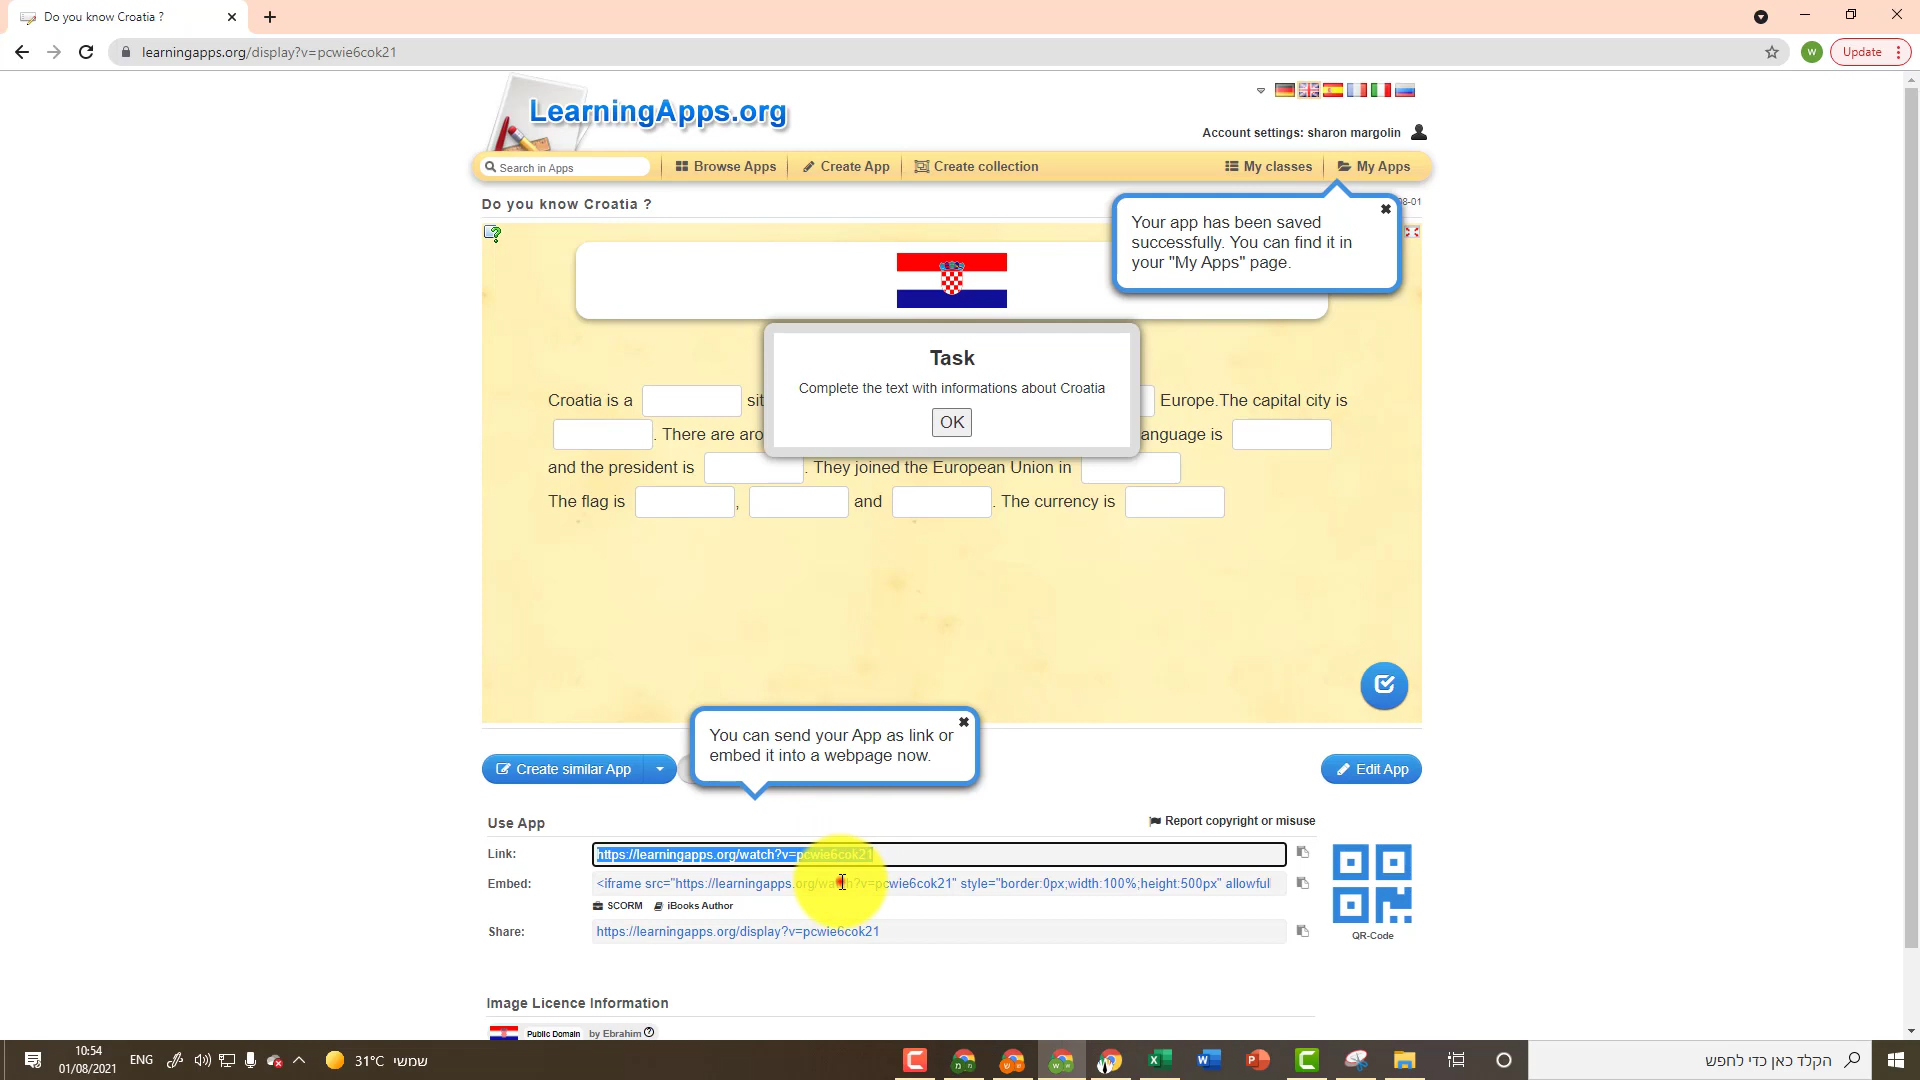 Do you know Croatia ?
learningapps.org/display?v=pcwie6cok21
W
Update
LearningApps.org
Account settings: sharon margolin
Search in Apps
Browse Apps
Create App
Create collection
My classes
My Apps
Do you know Croatia ?
08-01
Your app has been saved
successfully. You can find it in
your "My Apps" page.
Task
Complete the text with informations about Croatia
OK
Croatia is a sit Europe.The capital city is
. There are aro anguage is
and the president is . They joined the European Union in
The flag is , and . The currency is
You can send your App as link or
embed it into a webpage now.
Create similar App
Edit App
Use App
Report copyright or misuse
Link: https://learningapps.org/watch?v=pcwie6cok21
Embed: <iframe src="https://learningapps.org/watch?v=pcwie6cok21" style="border:0px;width:100%;height:500px" allowful
SCORM iBooks Author
Share: https://learningapps.org/display?v=pcwie6cok21
QR-Code
Image Licence Information
Public Domain by Ebrahim
10:54
01/08/2021
ENG
31°C שמשי
הקלד כאן כדי לחפש